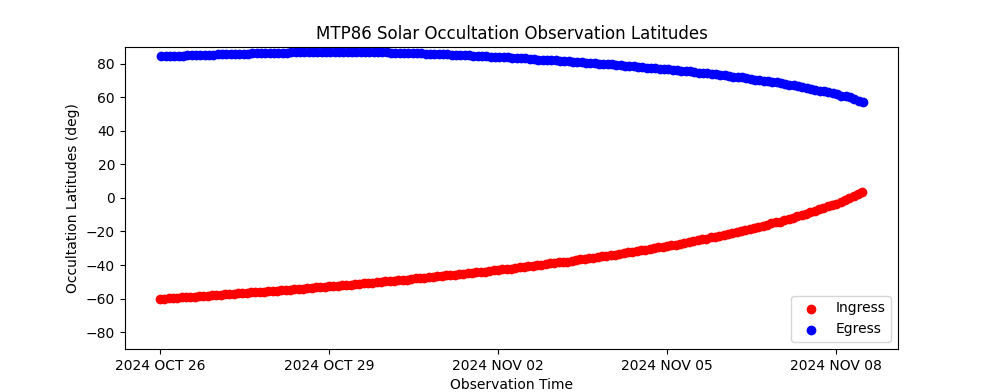 MTP86 Solar Occultation Observation Latitudes
Occultation Latitudes (deg)
80
60
40
20
0
−20
−40
−60
−80
Ingress
Egress
2024 OCT 26 2024 OCT 29 2024 NOV 02 2024 NOV 05 2024 NOV 08
Observation Time